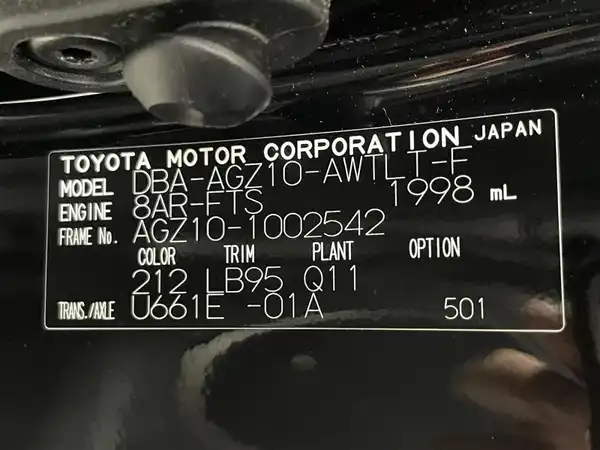 TOYOTA MOTOR CORPORATION JAPAN
MODEL DBA-AGZ10-AWTLT-F
ENGINE 8AR-FTS 1998 mL
FRAME No. AGZ10-1002542
COLOR TRIM PLANT OPTION
212 LB95 Q11
TRANS./AXLE U661E -01A 501